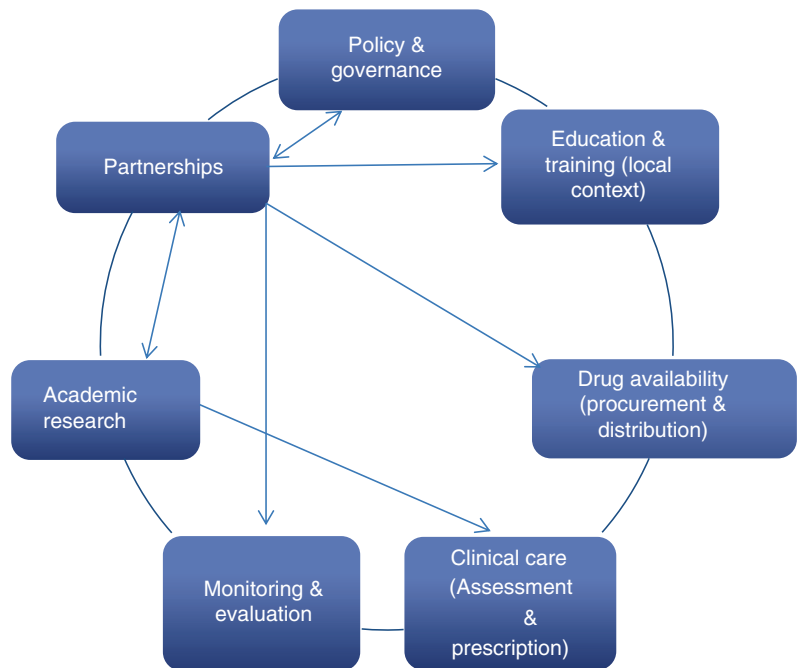 Policy &
governance
Education &
training (local
context)
Partnerships
Drug availability
(procurement &
distribution)
Academic
research
Clinical care
(Assessment
&
prescription)
Monitoring &
evaluation